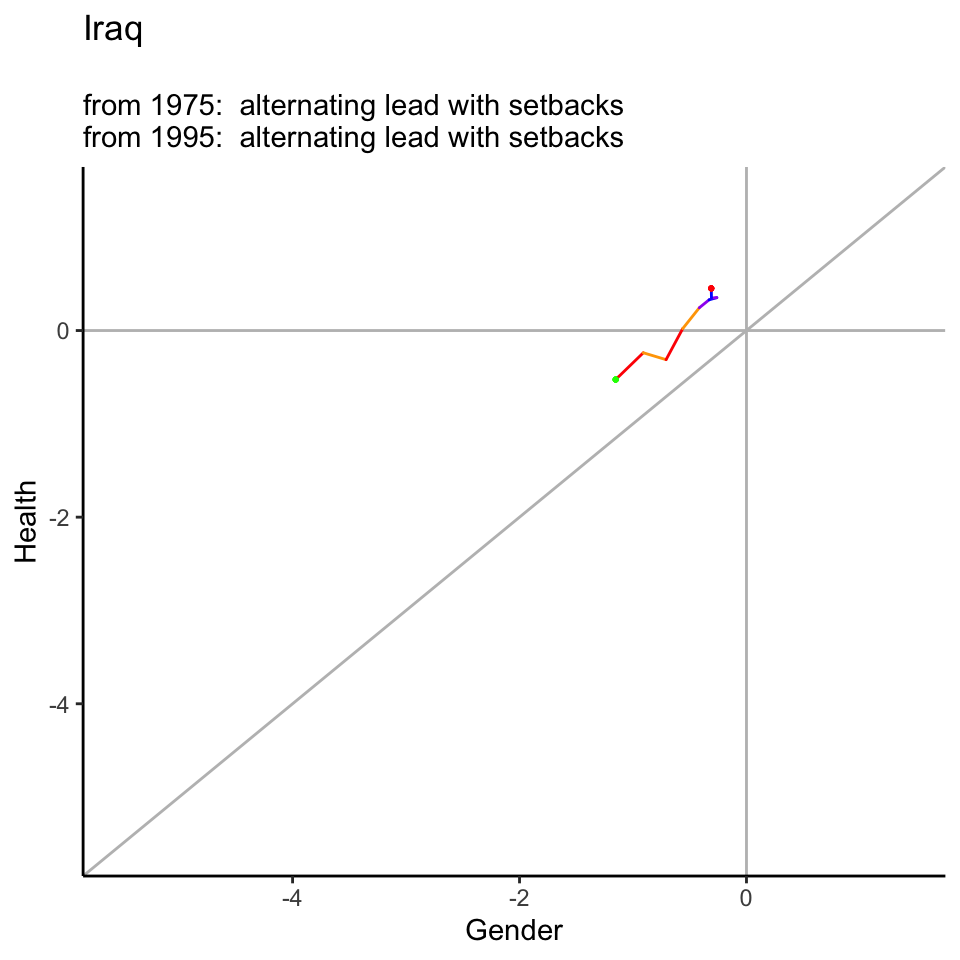 Iraq
from 1975:  alternating lead with setbacks
from 1995:  alternating lead with setbacks
Health
0
-2
-4
-4
-2
0
Gender